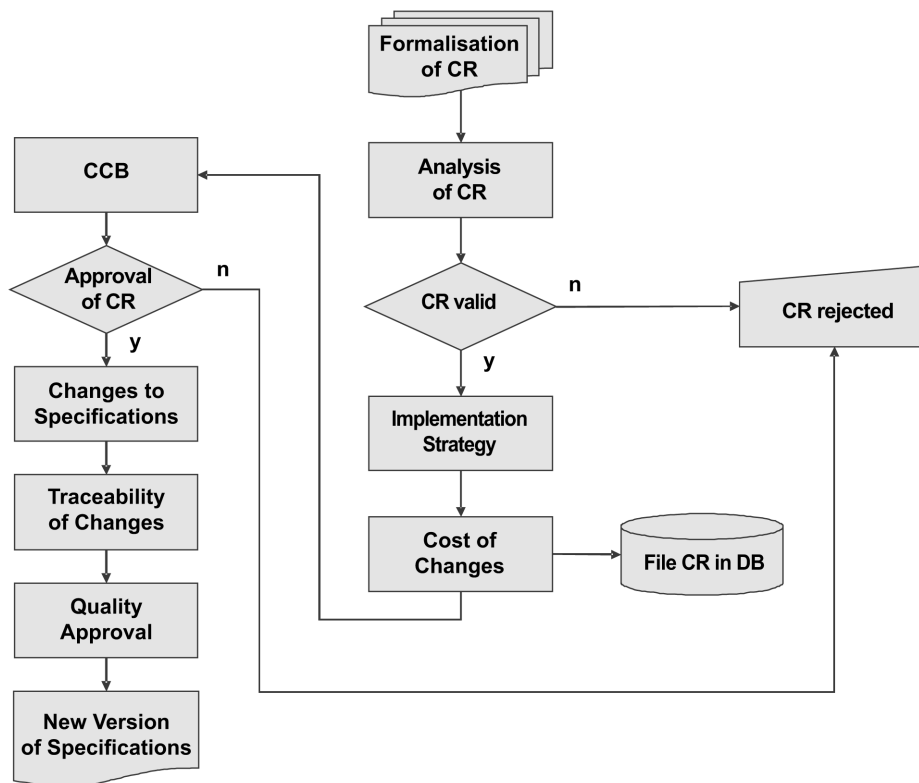 Formalisation
of CR
Analysis
of CR
CR valid
n
y
CR rejected
Implementation
Strategy
Cost of
Changes
File CR in DB
CCB
Approval
of CR
n
y
Changes to
Specifications
Traceability
of Changes
Quality
Approval
New Version
of Specifications